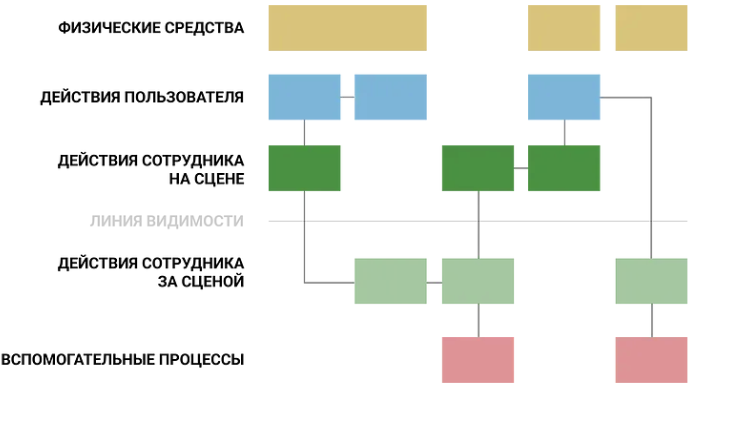 ФИЗИЧЕСКИЕ СРЕДСТВА
ДЕЙСТВИЯ ПОЛЬЗОВАТЕЛЯ
ДЕЙСТВИЯ СОТРУДНИКА
НА СЦЕНЕ
ЛИНИЯ ВИДИМОСТИ
ДЕЙСТВИЯ СОТРУДНИКА
ЗА СЦЕНОЙ
ВСПОМОГАТЕЛЬНЫЕ ПРОЦЕССЫ